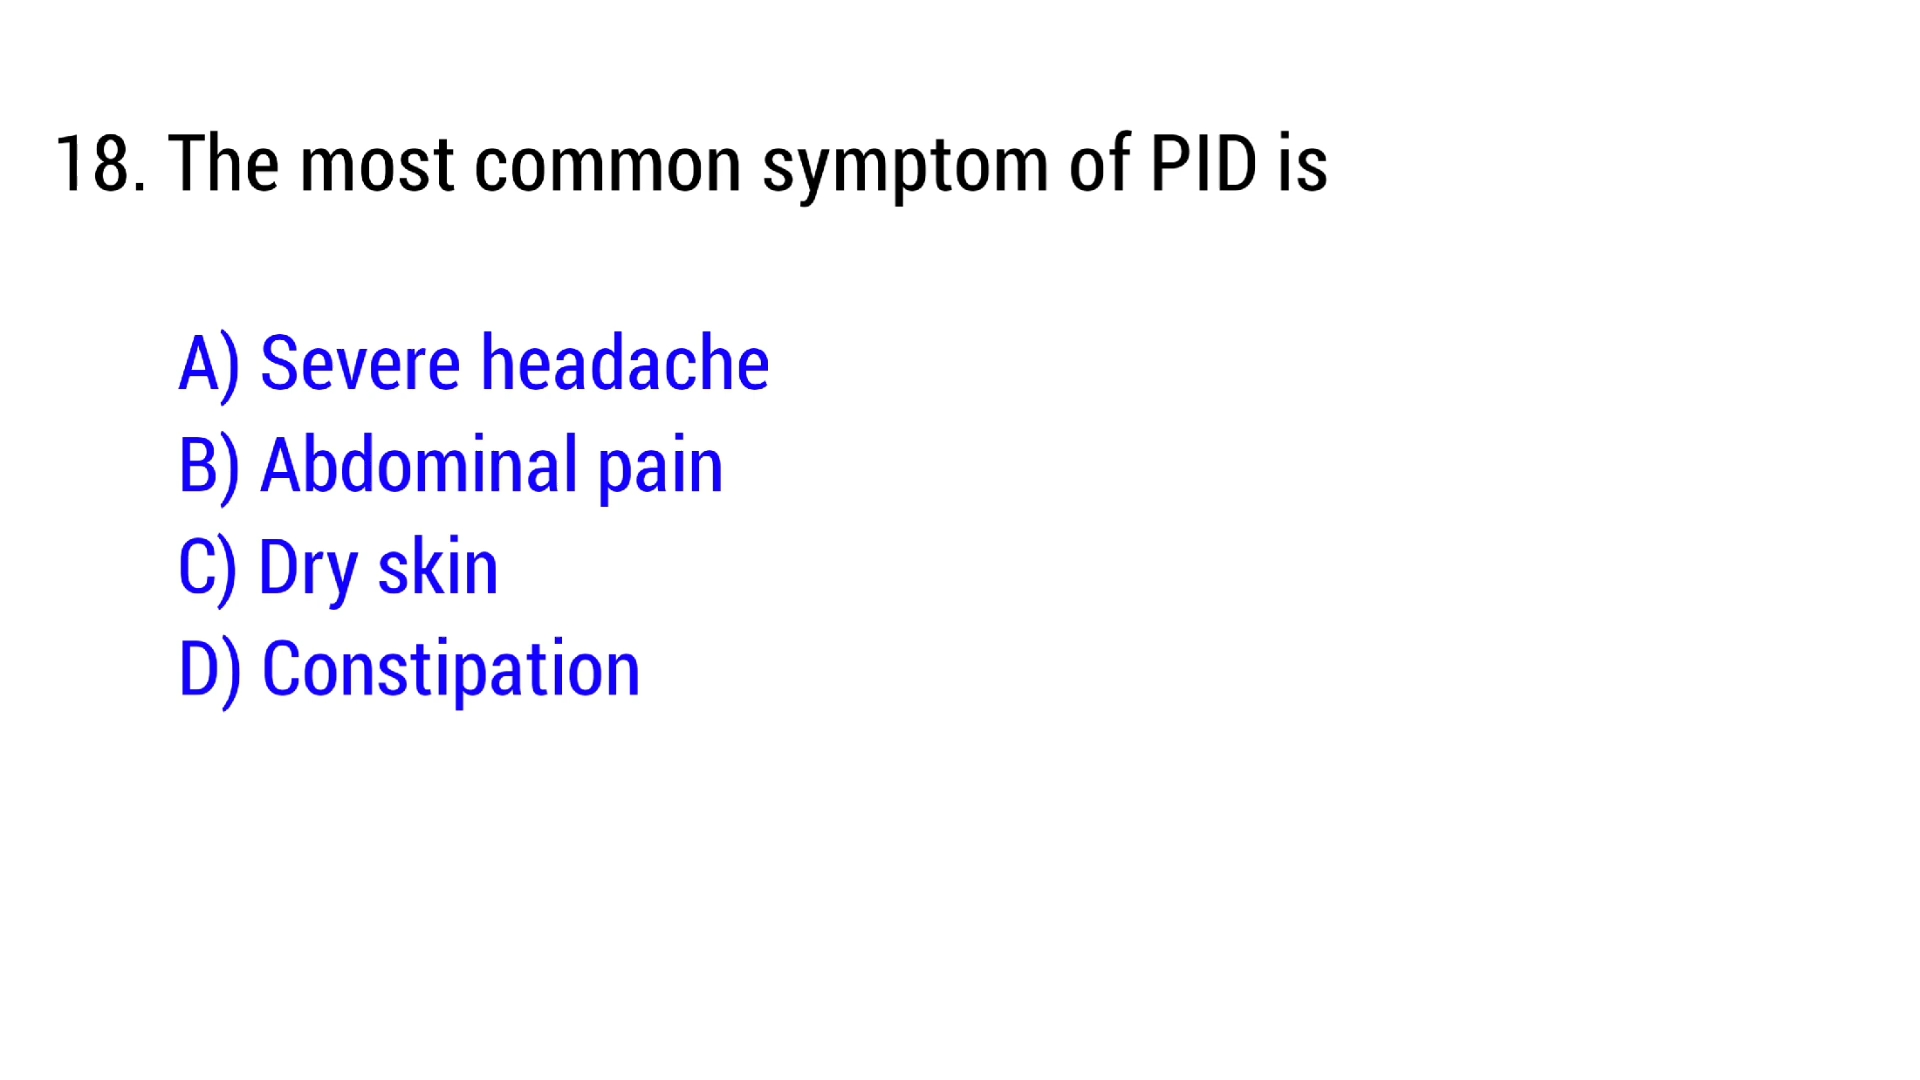 18. The most common symptom of PID is
A) Severe headache
B) Abdominal pain
C) Dry skin
D) Constipation